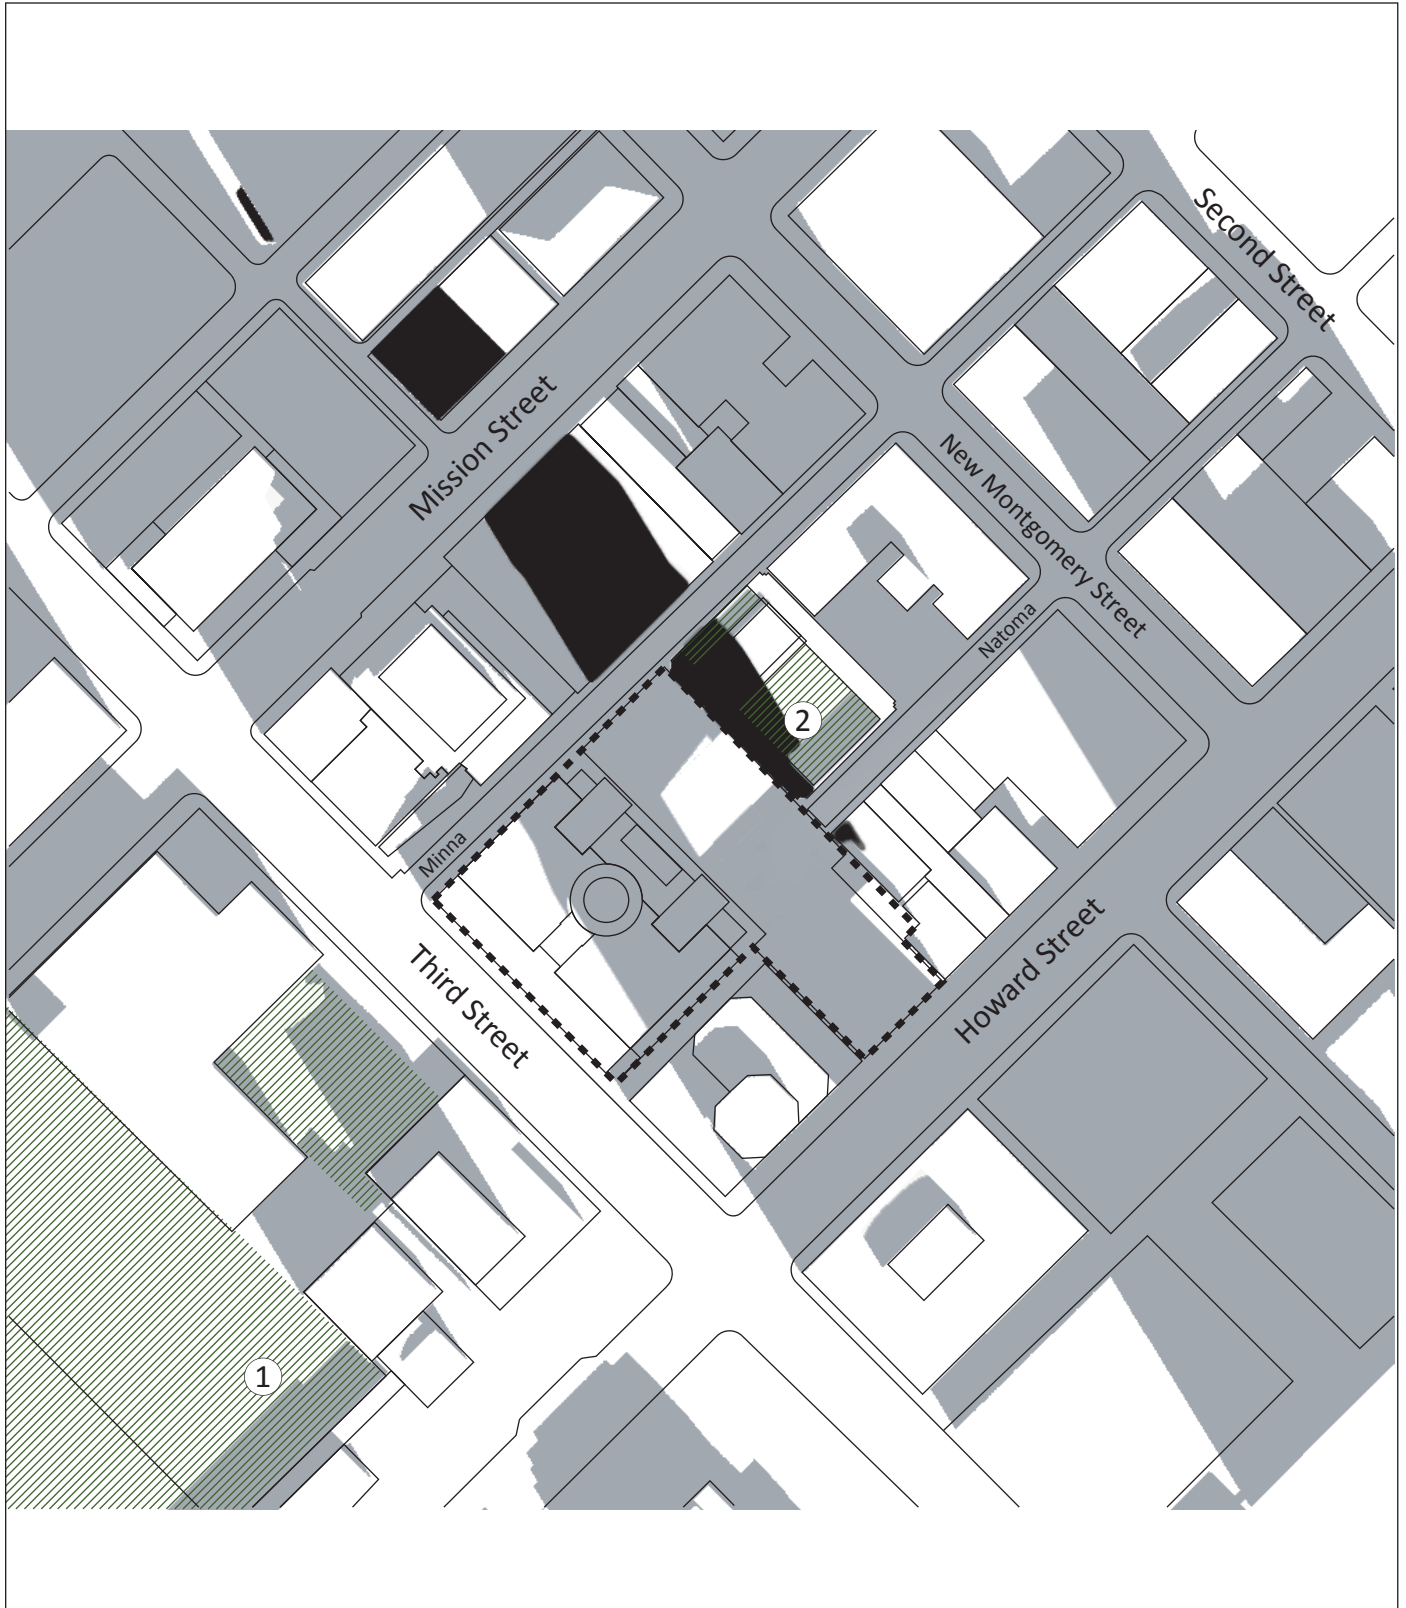 Second Street
Mission Street
New Montgomery Street
Natoma
2
Minna
Third Street
Howard Street
1